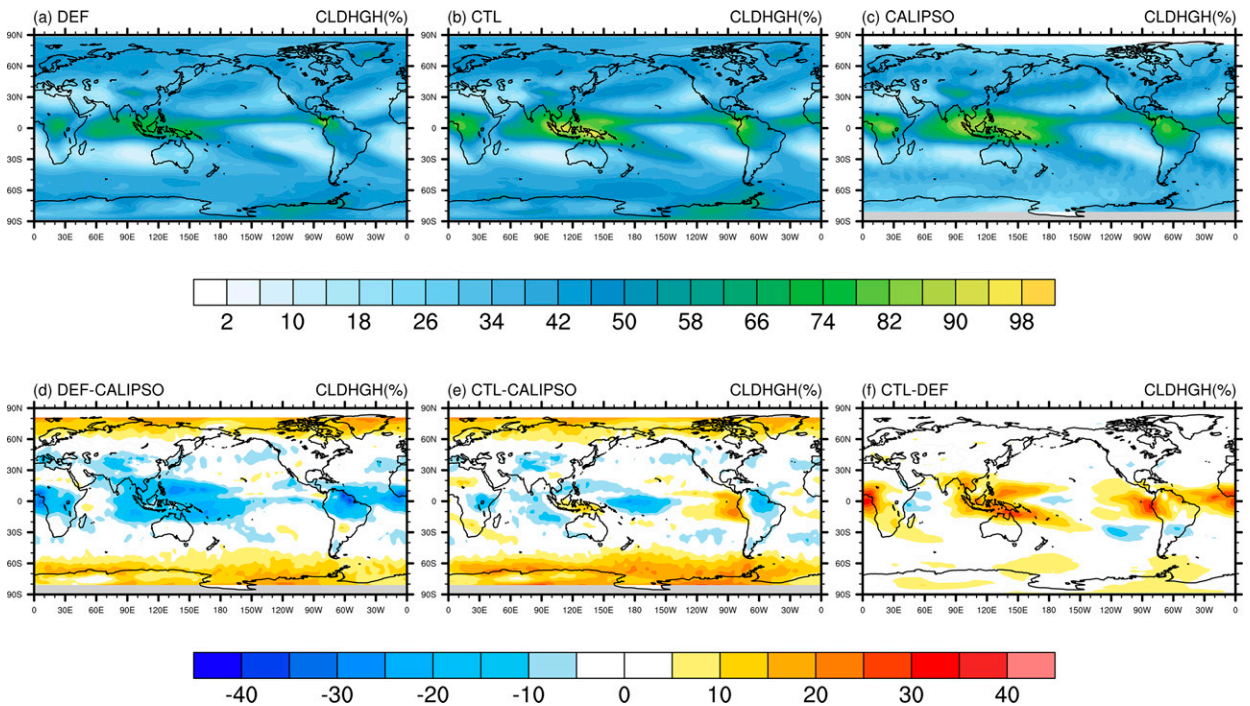 (a) DEF CLDHGH(%) (b) CTL CLDHGH(%) (c) CALIPSO CLDHGH(%)
90N 90N 90N
60N 60N 60N
30N 30N 30N
0 0 0
30S 30S 30S
60S 60S 60S
90S 90S 90S
0 30E 60E 90E 120E 150E 180 150W 120W 90W 60W 30W 0 0 30E 60E 90E 120E 150E 180 150W 120W 90W 60W 30W 0 0 30E 60E 90E 120E 150E 180 150W 120W 90W 60W 30W 0
2 10 18 26 34 42 50 58 66 74 82 90 98
(d) DEF-CALIPSO CLDHGH(%) (e) CTL-CALIPSO CLDHGH(%) (f) CTL-DEF CLDHGH(%)
90N 90N 90N
60N 60N 60N
30N 30N 30N
0 0 0
30S 30S 30S
60S 60S 60S
90S 90S 90S
0 30E 60E 90E 120E 150E 180 150W 120W 90W 60W 30W 0 0 30E 60E 90E 120E 150E 180 150W 120W 90W 60W 30W 0 0 30E 60E 90E 120E 150E 180 150W 120W 90W 60W 30W 0
-40 -30 -20 -10 0 10 20 30 40